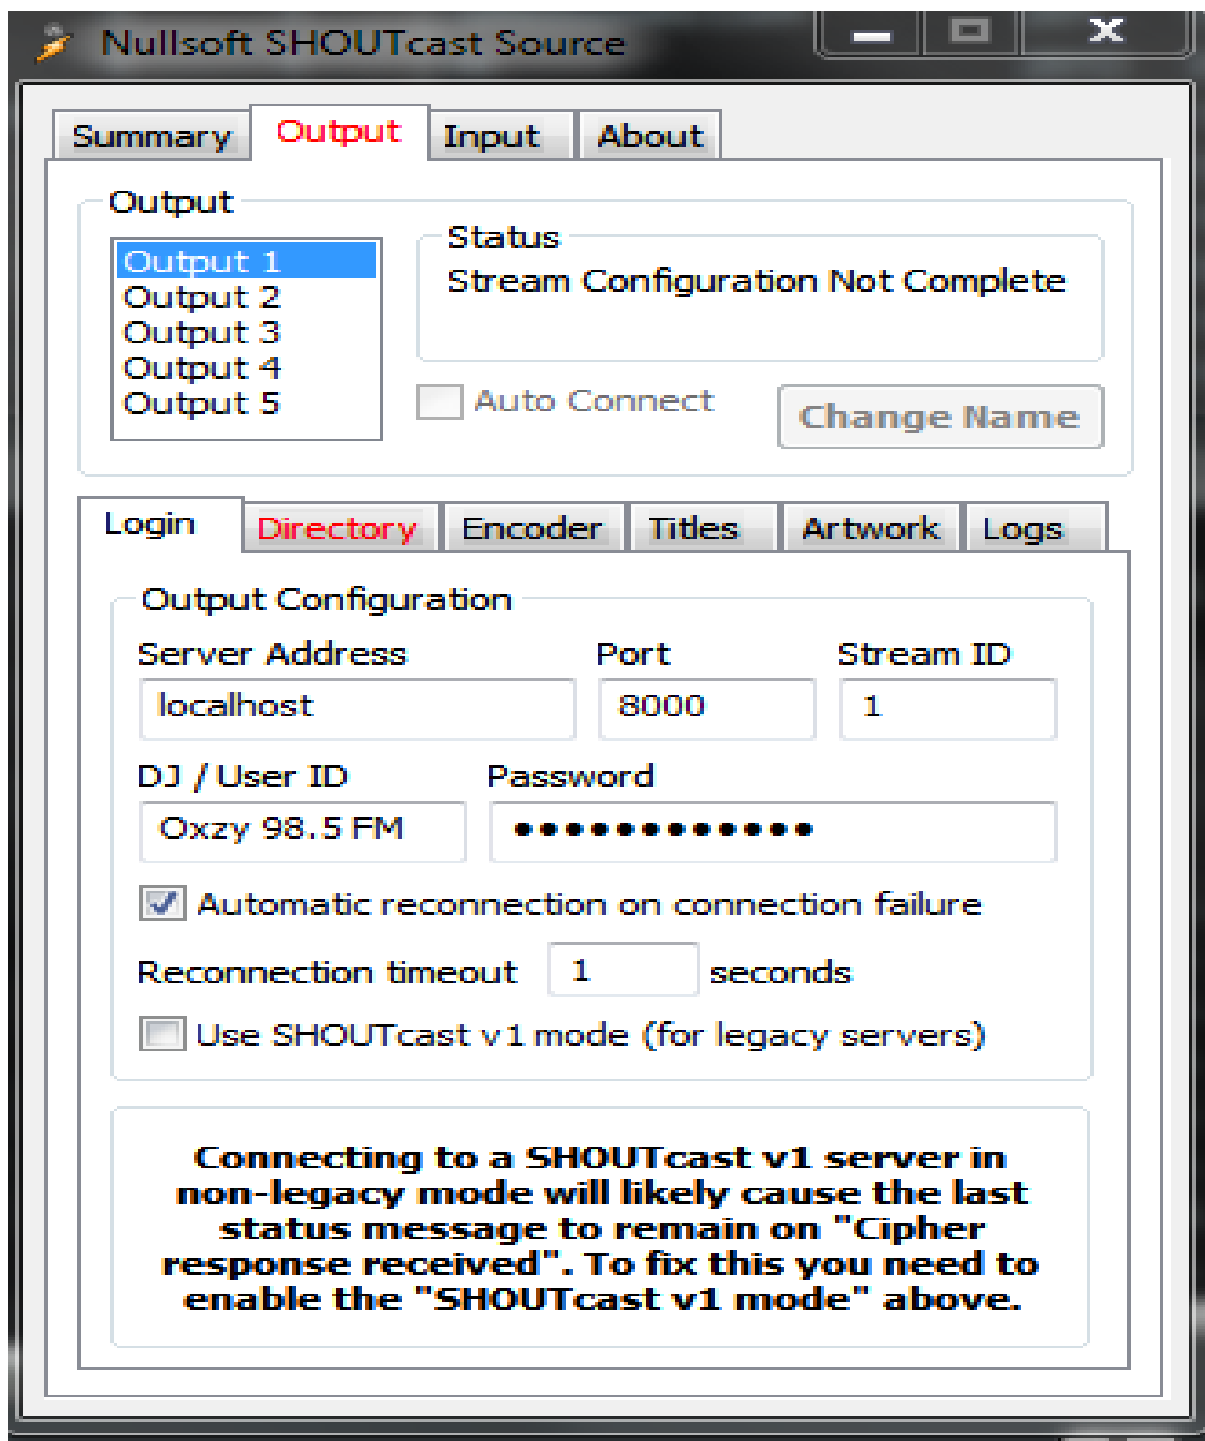 Nullsoft SHOUTcast Source
Summary Output Input About
Output
Output 1
Output 2
Output 3
Output 4
Output 5
Status
Stream Configuration Not Complete
Auto Connect
Change Name
Login Directory Encoder Titles Artwork Logs
Output Configuration
Server Address Port Stream ID
localhost 8000 1
DJ / User ID Password
Oxzy 98.5 FM ••••••••••••
Automatic reconnection on connection failure
Reconnection timeout 1 seconds
Use SHOUTcast v1 mode (for legacy servers)
Connecting to a SHOUTcast v1 server in
non-legacy mode will likely cause the last
status message to remain on "Cipher
response received". To fix this you need to
enable the "SHOUTcast v1 mode" above.